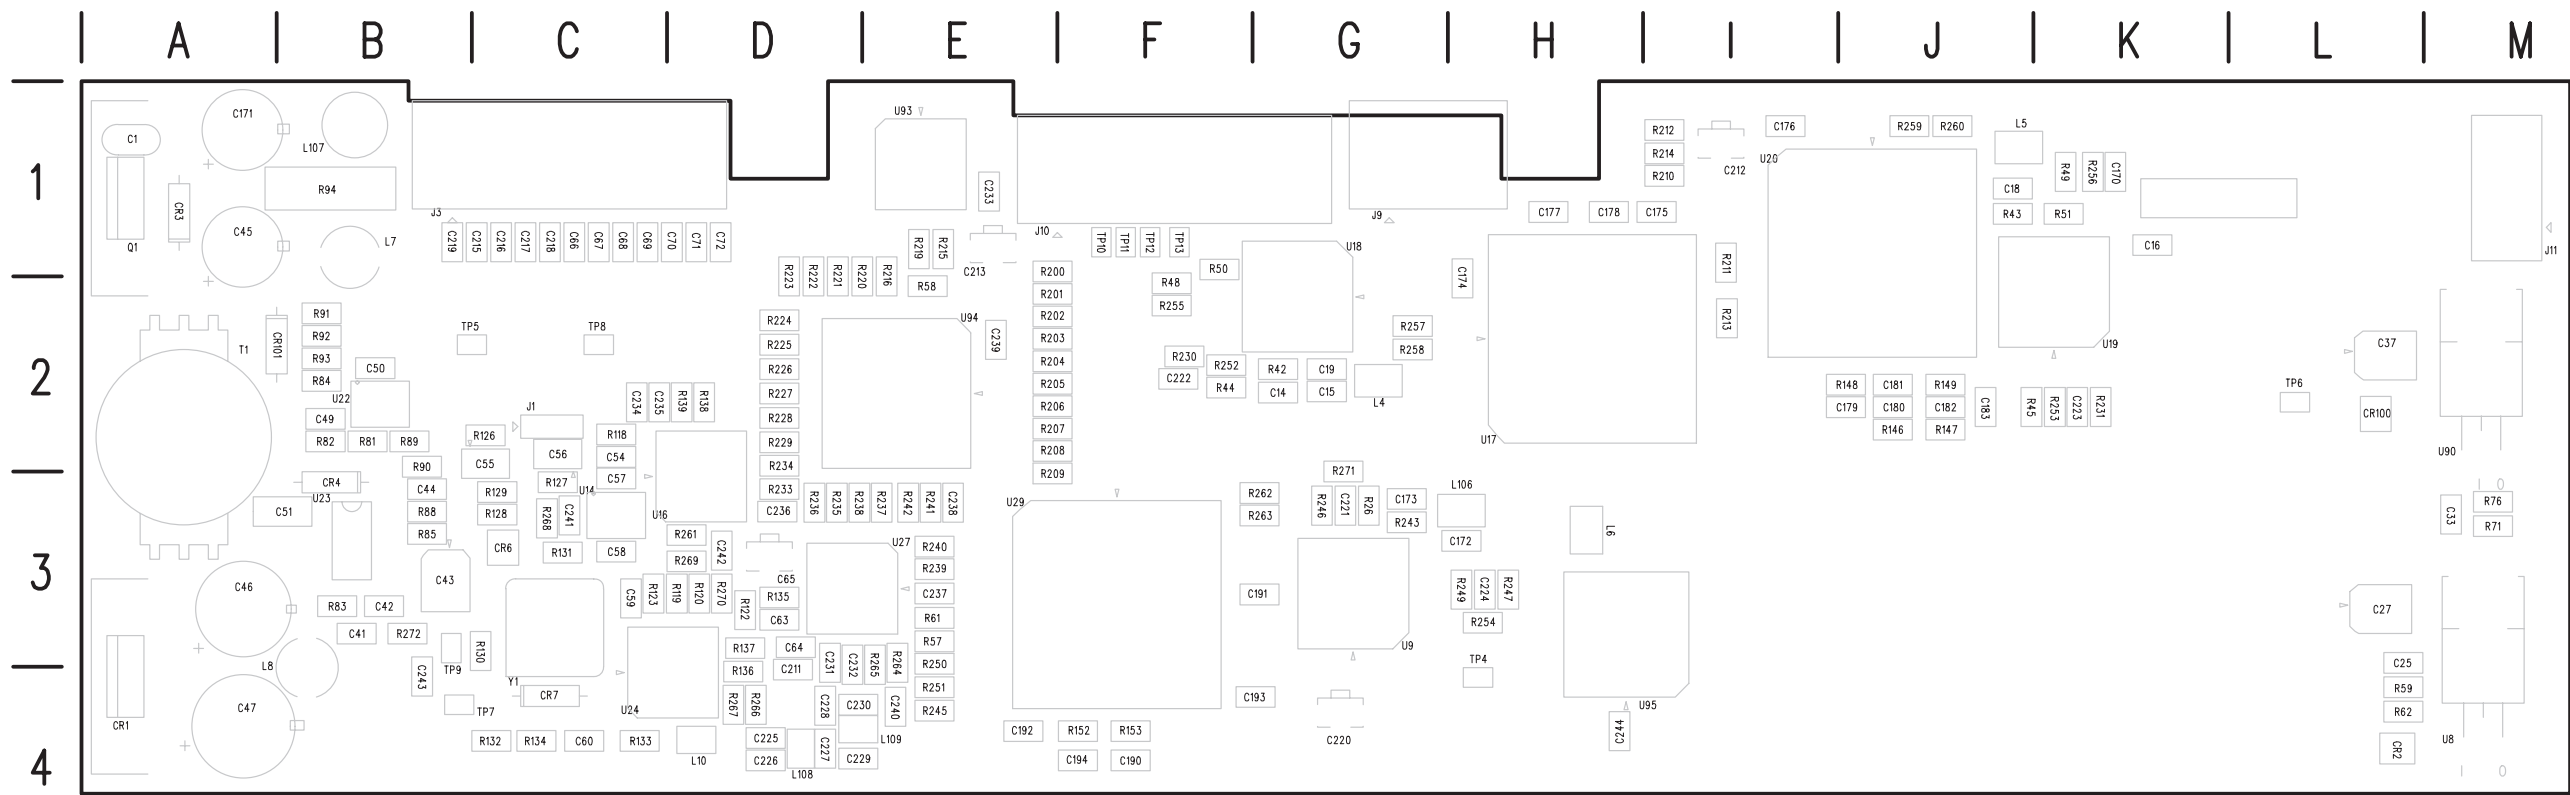 A B C D E F G H I J K L M
1
2
3
4
C171
C1
L107
R94
CR3
C45
Q1
L7
J3
C219 C215 C216 C217 C218 C66 C67 C68 C69 C70 C71 C72
U93
C233
R219 R215
C213
J10
TP10 TP11 TP12 TP13
J9
U18
R212
R214
R210
C212
C176
U20
R259 R260
L5
C18
R43
R49 R256 C170
R51
C16
J11
C177 C178 C175
R223 R222 R221 R220 R216
R58
R50
R48
R255
C174
R211
R213
R200
R201
R202
R203
R204
R205
R206
R207
R208
R209
T1
CR101
R91
R92
R93
R84
C50
U22
C49
R82 R81 R89
R90
TP5
TP8
J1
R126
C55
C56
R118
C54
C57
C234 C235 R139 R138
R224
R225
R226
R227
R228
R229
R234
R233
C236
U94
C239
R230
C222
R252
R44
R42
C14
C19
C15
L4
R257
R258
U17
U19
R148 C181 R149
C179 C180 C182
R146 R147
C183
R45 R253 C223 R231
TP6
C37
CR100
U90
CR4
U23
C51
C44
R88
R85
R129
R128
R127
U14
R268 C241
U16
CR6
R131
C58
R261
R269
C242
R236 R235 R238 R237 R242 R241 C238
U29
R262
R263
R271
R246 C221 R26
C173
R243
L106
C172
L6
C33
R76
R71
I O
C46
C43
R83 C42
C41 R272
C59 R123 R119 R120 R270
R122
C65
R135
C63
U27
R240
R239
C237
R61
R57
R250
R251
R245
C191
U9
R249 C224 R247
R254
C27
L8
C243
TP9
R130
TP7
Y1
CR7
U24
R137
R136
C64
C211
C231 C232 R265 R264
R267 R266
C228
C230
C240
L109
TP4
U95
C244
C193
C220
C25
R59
R62
CR2
U8
I O
C47
CR1
R132 R134 C60 R133
L10
C225
C226
L108
C227
C229
C192 R152 R153
C194 C190